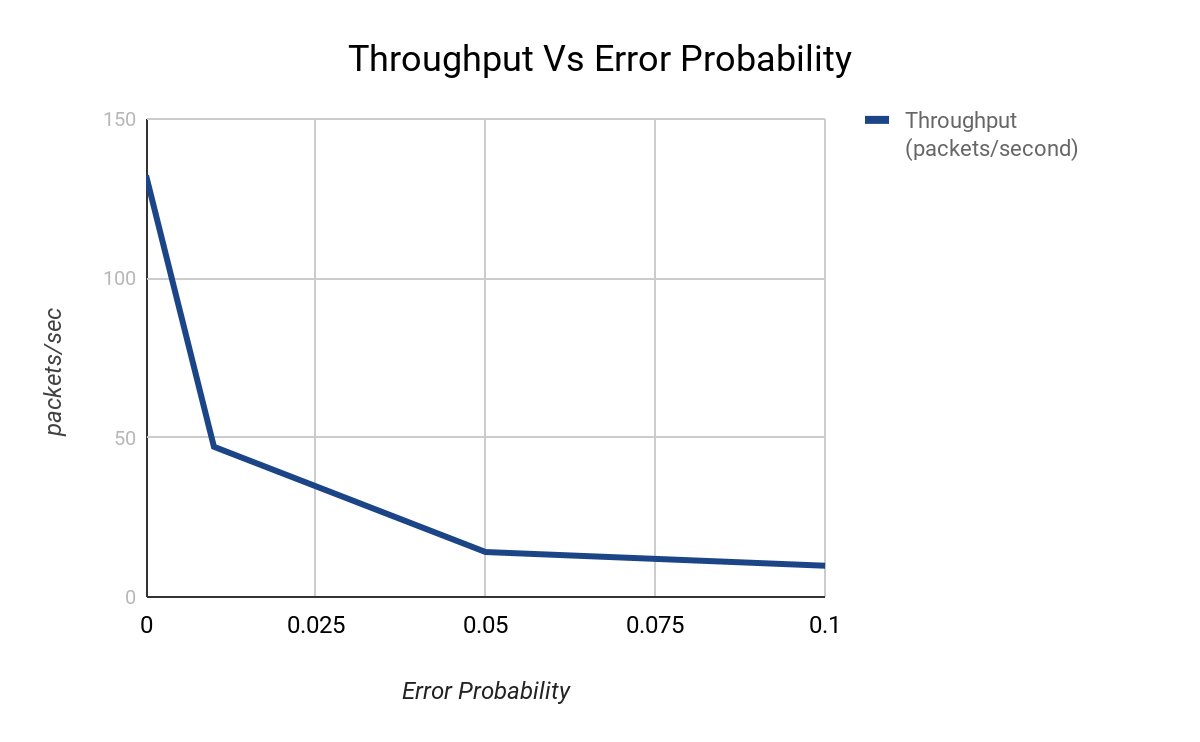 Throughput Vs Error Probability
150
100
50
0
packets/sec
0 0.025 0.05 0.075 0.1
Error Probability
Throughput
(packets/second)